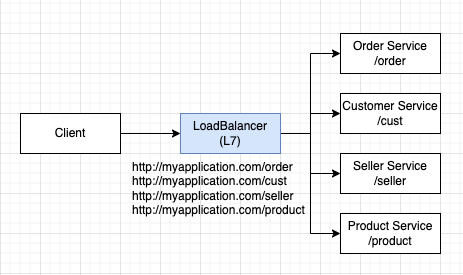 Client
LoadBalancer
(L7)
http://myapplication.com/order
http://myapplication.com/cust
http://myapplication.com/seller
http://myapplication.com/product
Order Service
/order
Customer Service
/cust
Seller Service
/seller
Product Service
/product